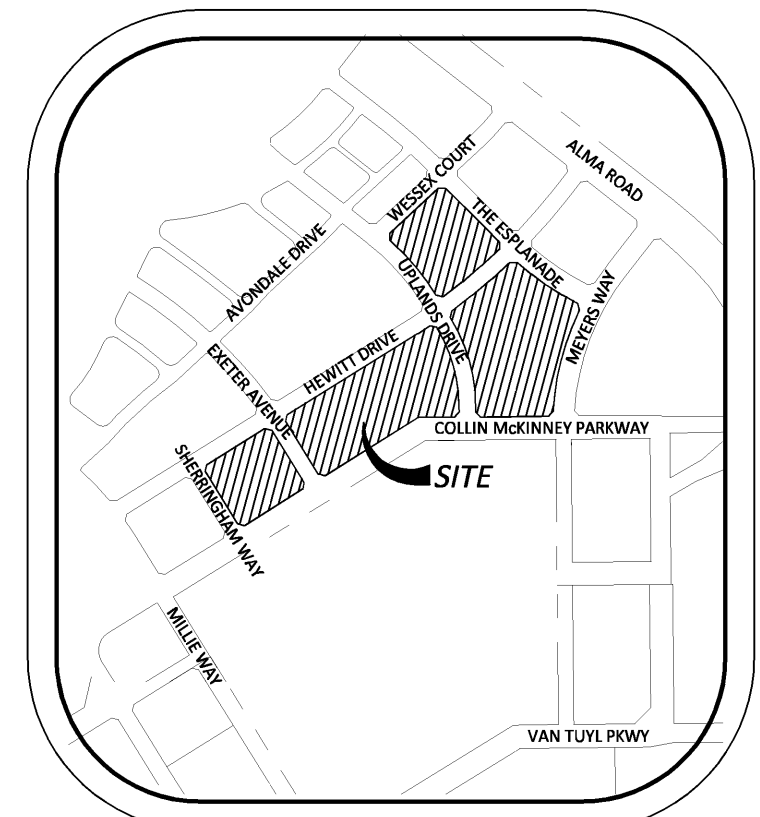 ALMA ROAD
WESSEX COURT
THE ESPLANADE
AVONDALE DRIVE
UPLANDS DRIVE
MEYERS WAY
HEWITT DRIVE
EXETER AVENUE
COLLIN McKINNEY PARKWAY
SITE
SHERRINGHAM WAY
MILLIE WAY
VAN TUYL PKWY